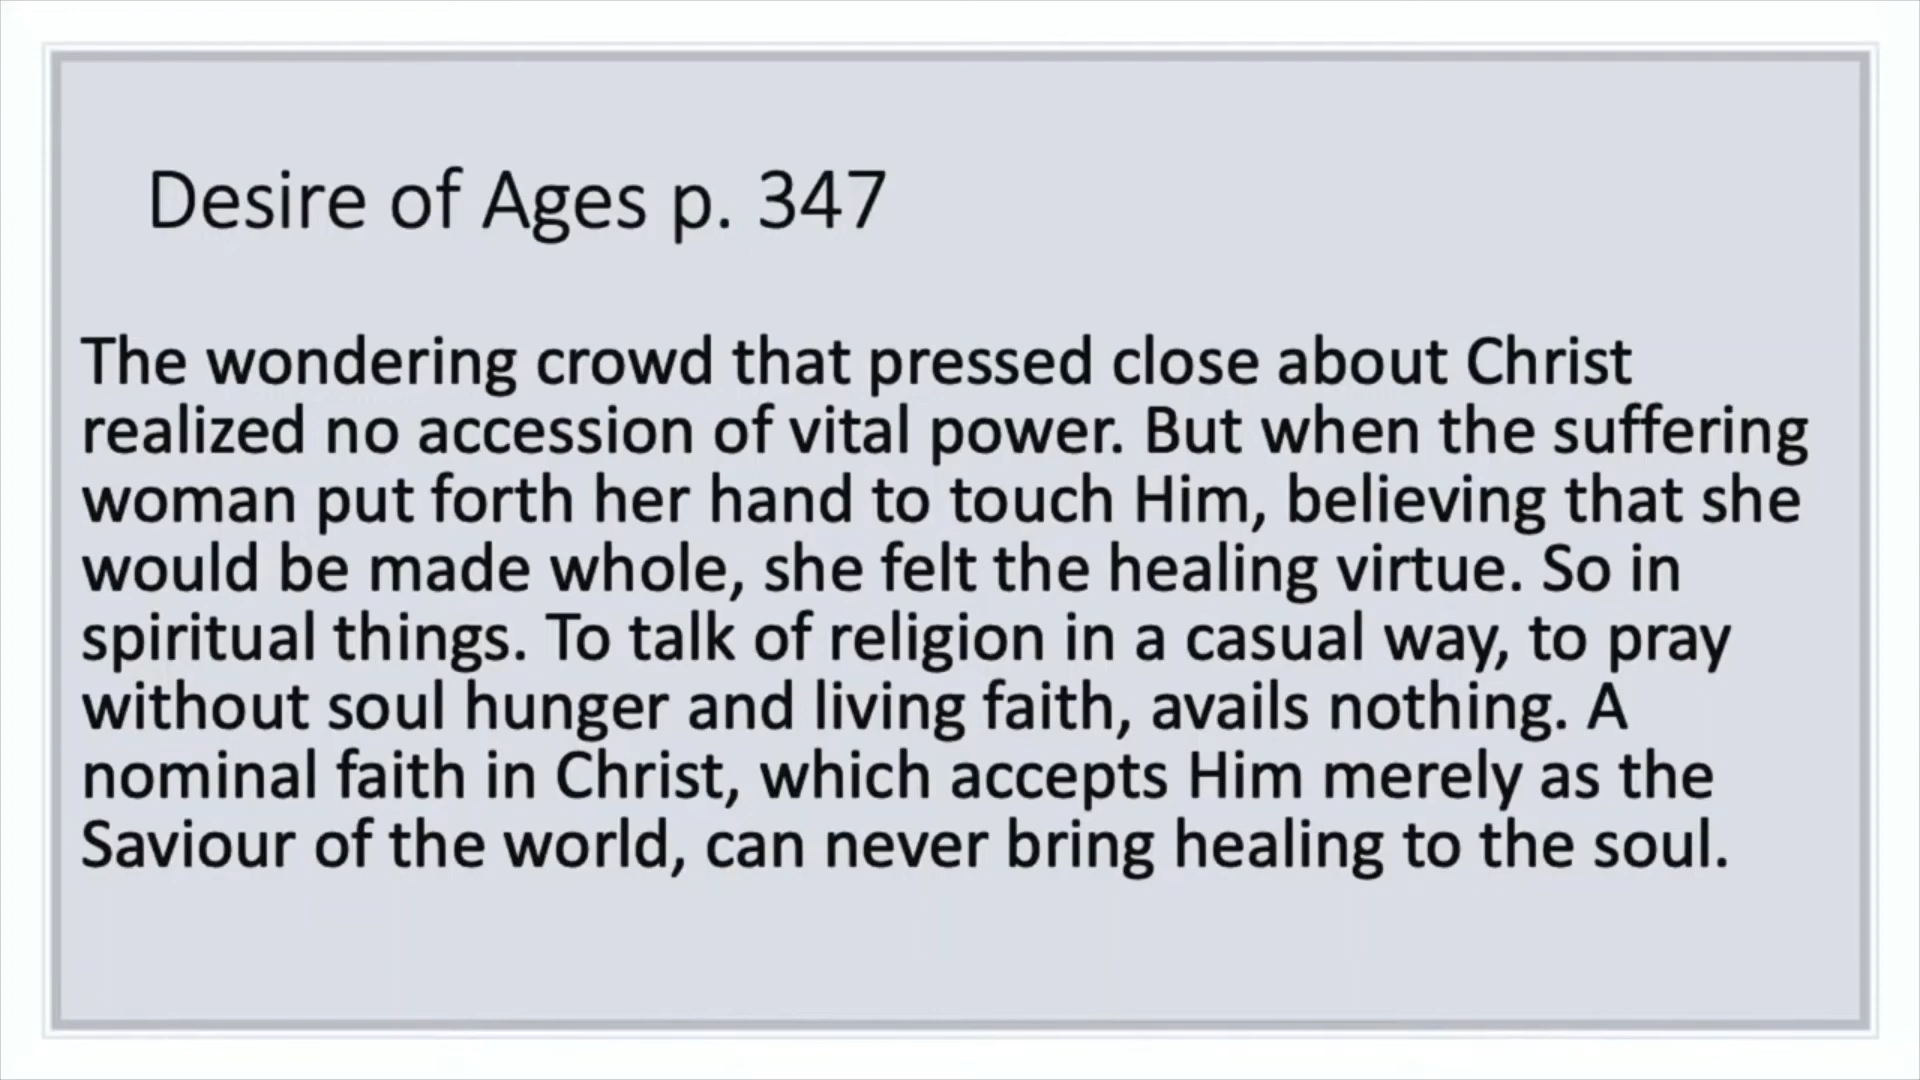 Desire of Ages p. 347
The wondering crowd that pressed close about Christ
realized no accession of vital power. But when the suffering
woman put forth her hand to touch Him, believing that she
would be made whole, she felt the healing virtue. So in
spiritual things. To talk of religion in a casual way, to pray
without soul hunger and living faith, avails nothing. A
nominal faith in Christ, which accepts Him merely as the
Saviour of the world, can never bring healing to the soul.